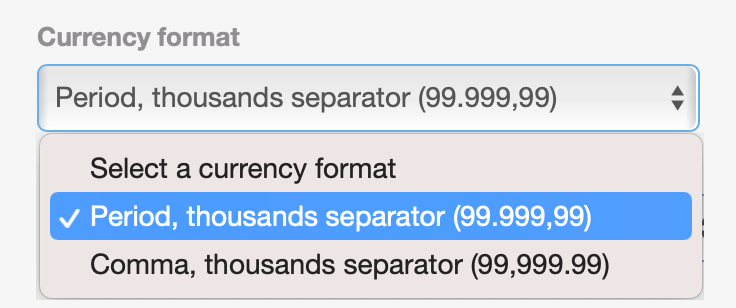 Currency format
Period, thousands separator (99.999,99)
Select a currency format
Period, thousands separator (99.999,99)
Comma, thousands separator (99,999.99)